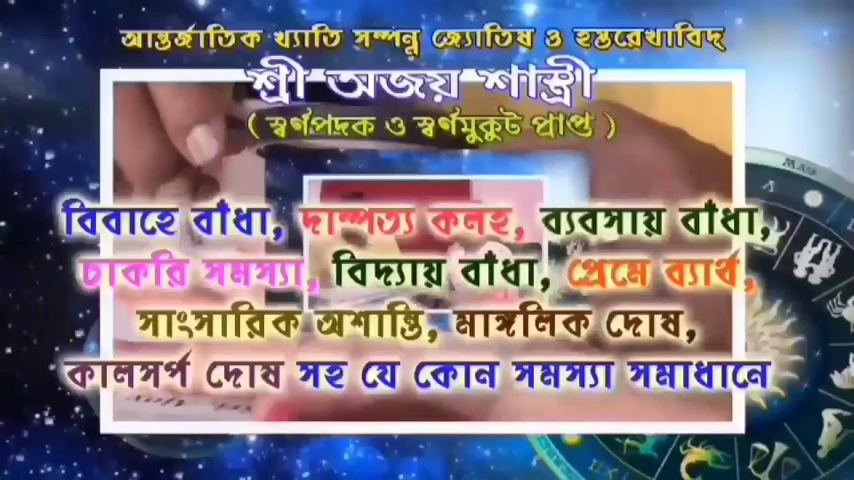 আন্তর্জাতিক খ্যাতি সম্পন্ন জ্যোতিষ ও হস্তরেখাবিদ্
শ্রী অজয় শাস্ত্রী
( স্বর্ণপদক ও স্বর্ণমুকুট প্রাপ্ত )
বিবাহে বাঁধা, দাম্পত্য কলহ, ব্যবসায় বাঁধা,
চাকরি সমস্যা, বিদ্যায় বাঁধা, প্রেমে ব্যার্থ,
সাংসারিক অশান্তি, মাঙ্গলিক দোষ,
কালসর্প দোষ সহ যে কোন সমস্যা সমাধানে